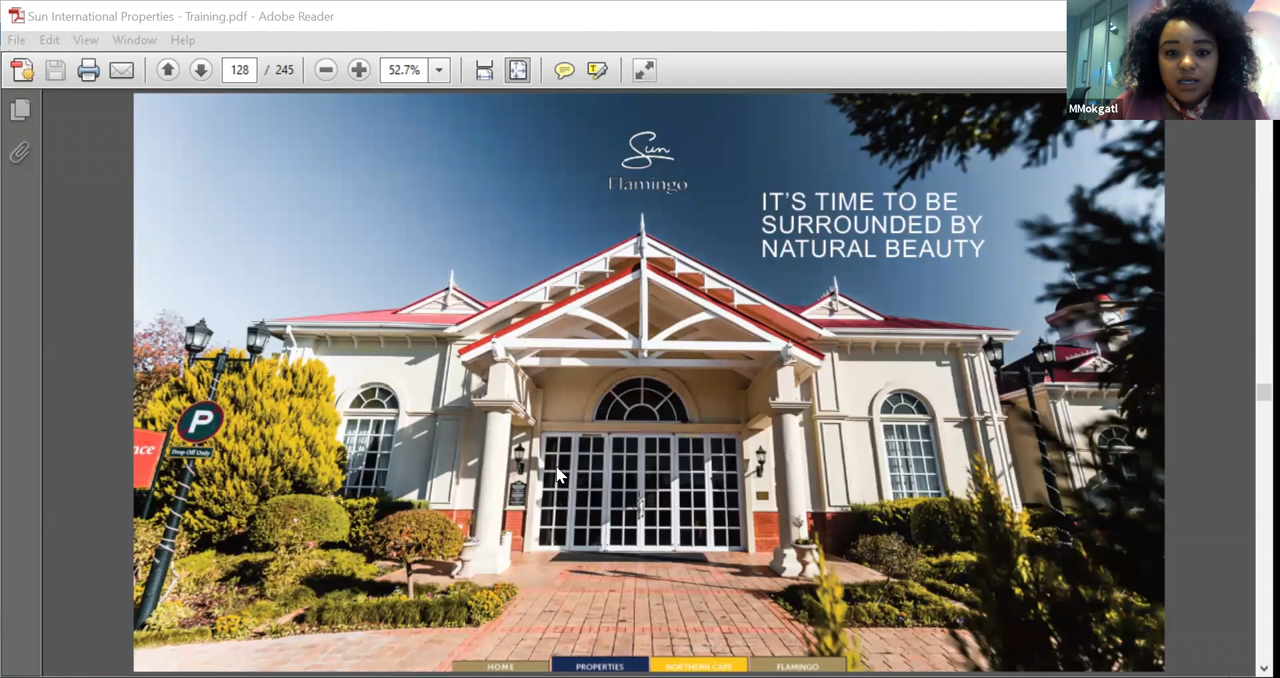 Sun International Properties - Training.pdf - Adobe Reader
File Edit View Window Help
128 / 245 52.7%
MMokgatl
Sun
Flamingo
IT'S TIME TO BE
SURROUNDED BY
NATURAL BEAUTY
P
Drop Off Only
nce
HOME PROPERTIES NORTHERN CAPE FLAMINGO